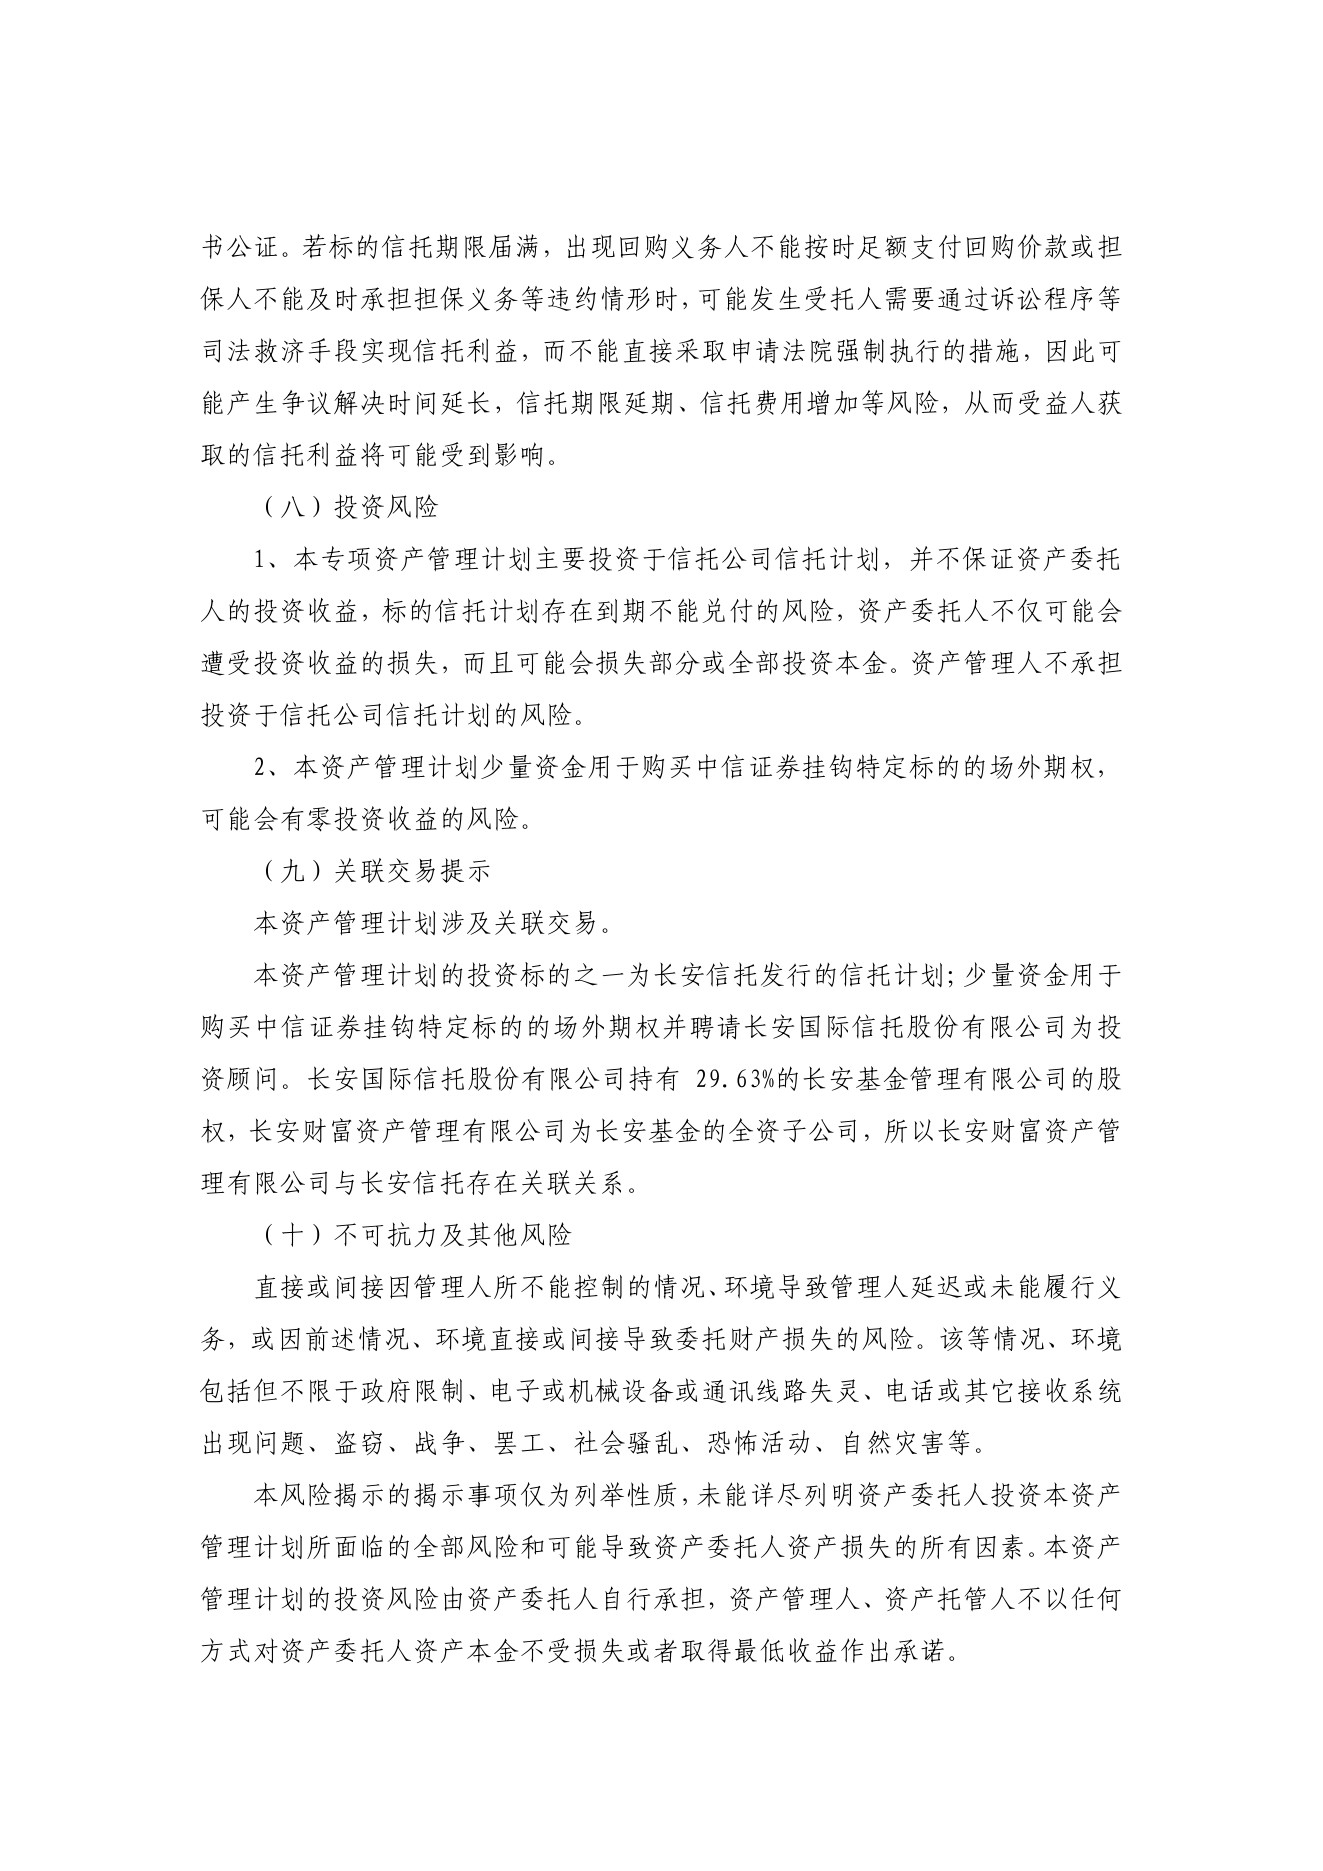 书公证。若标的信托期限届满，出现回购义务人不能按时足额支付回购价款或担
保人不能及时承担担保义务等违约情形时，可能发生受托人需要通过诉讼程序等
司法救济手段实现信托利益，而不能直接采取申请法院强制执行的措施，因此可
能产生争议解决时间延长，信托期限延期、信托费用增加等风险，从而受益人获
取的信托利益将可能受到影响。
（八）投资风险
1、本专项资产管理计划主要投资于信托公司信托计划，并不保证资产委托
人的投资收益，标的信托计划存在到期不能兑付的风险，资产委托人不仅可能会
遭受投资收益的损失，而且可能会损失部分或全部投资本金。资产管理人不承担
投资于信托公司信托计划的风险。
2、本资产管理计划少量资金用于购买中信证券挂钩特定标的的场外期权，
可能会有零投资收益的风险。
（九）关联交易提示
本资产管理计划涉及关联交易。
本资产管理计划的投资标的之一为长安信托发行的信托计划；少量资金用于
购买中信证券挂钩特定标的的场外期权并聘请长安国际信托股份有限公司为投
资顾问。长安国际信托股份有限公司持有 29.63%的长安基金管理有限公司的股
权，长安财富资产管理有限公司为长安基金的全资子公司，所以长安财富资产管
理有限公司与长安信托存在关联关系。
（十）不可抗力及其他风险
直接或间接因管理人所不能控制的情况、环境导致管理人延迟或未能履行义
务，或因前述情况、环境直接或间接导致委托财产损失的风险。该等情况、环境
包括但不限于政府限制、电子或机械设备或通讯线路失灵、电话或其它接收系统
出现问题、盗窃、战争、罢工、社会骚乱、恐怖活动、自然灾害等。
本风险揭示的揭示事项仅为列举性质，未能详尽列明资产委托人投资本资产
管理计划所面临的全部风险和可能导致资产委托人资产损失的所有因素。本资产
管理计划的投资风险由资产委托人自行承担，资产管理人、资产托管人不以任何
方式对资产委托人资产本金不受损失或者取得最低收益作出承诺。